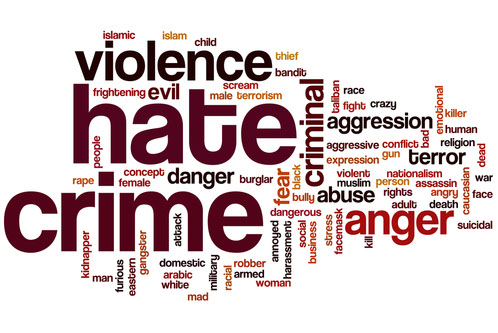 islamic
islam
child
violence
thief
bandit
scream
frightening
evil
male
terrorism
hate
criminal
taliban
race
fight
crazy
emotional
killer
aggression
aggressive
conflict
bad
human
expression
gun
terror
religion
dead
people
concept
rape
female
danger
burglar
fear
black
bully
violent
nationalism
muslim
person
assassin
caucasian
war
abuse
rights
angry
face
adult
death
suicidal
crime
attack
dangerous
anger
annoyed
harassment
social
business
stress
facemask
kill
kidnapper
man
furious
eastern
gangster
domestic
arabic
white
mad
military
racial
robber
armed
woman